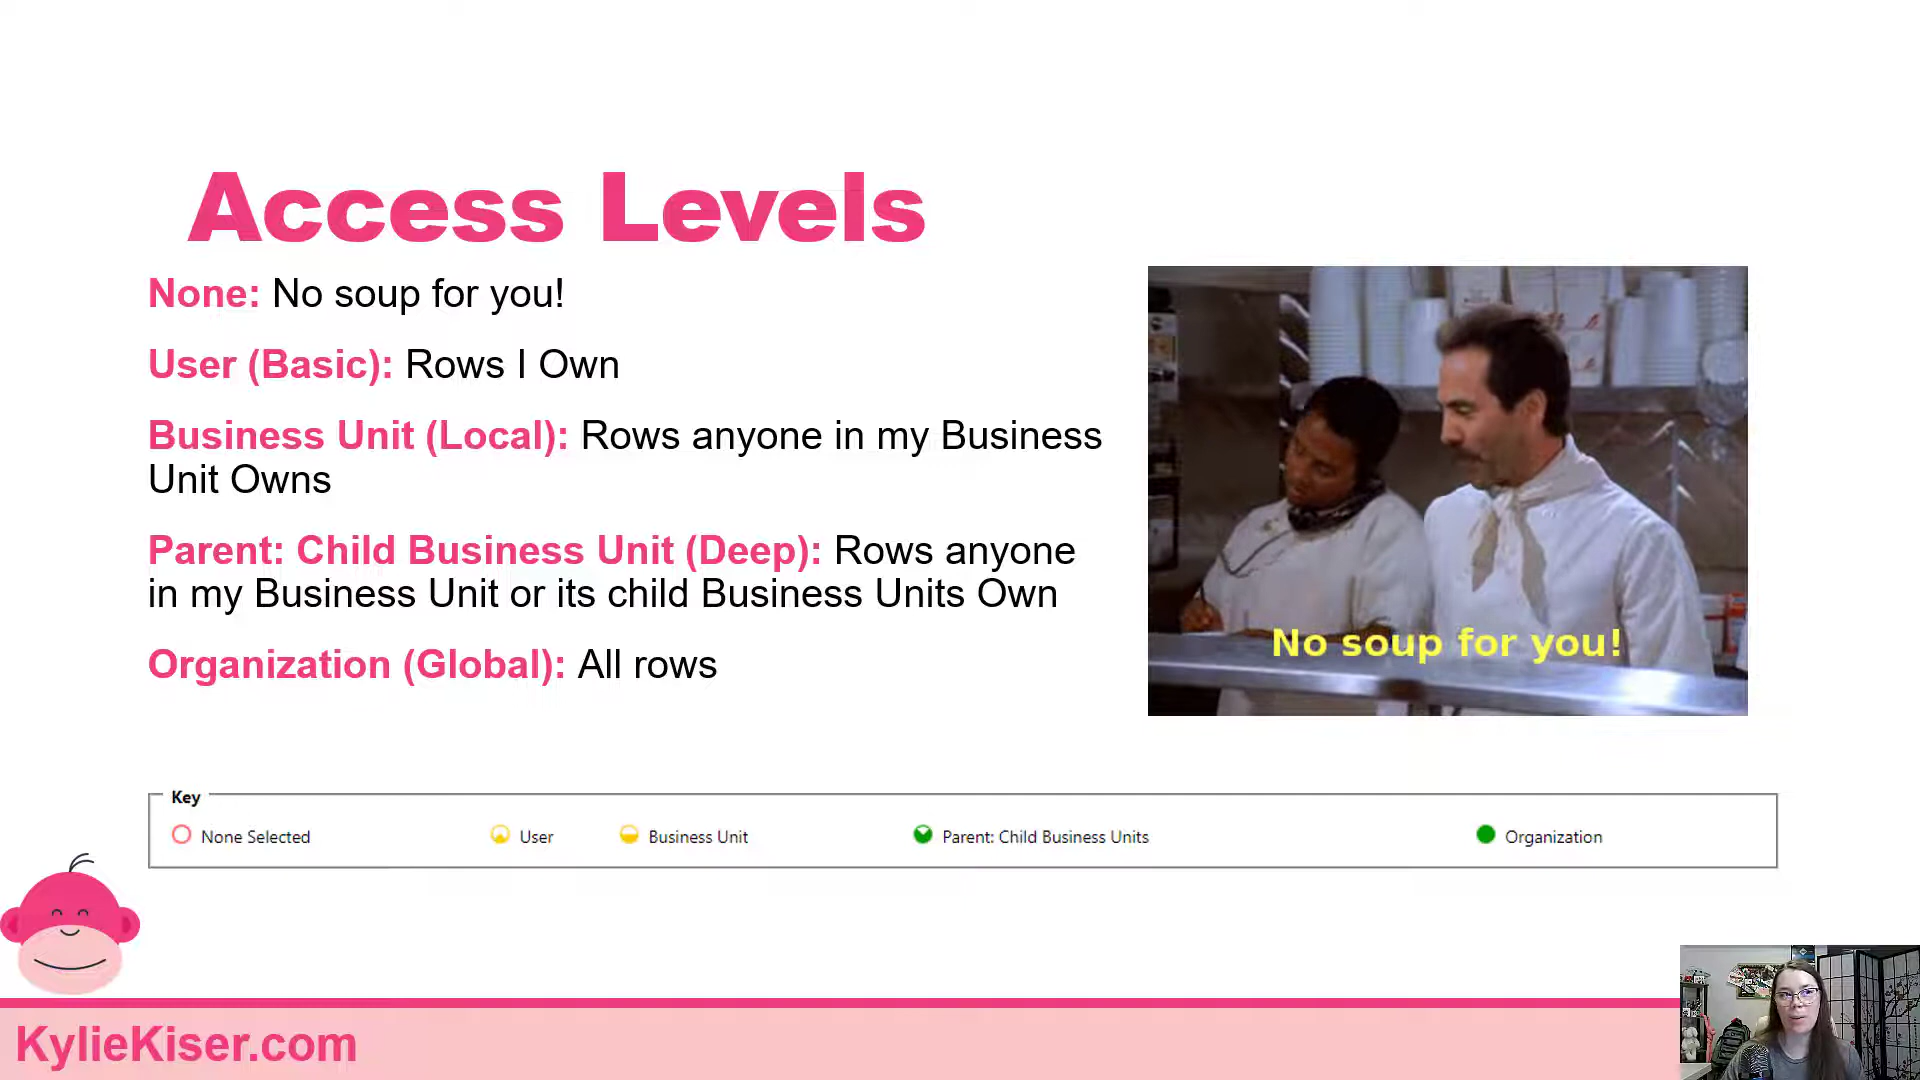 Access Levels
None: No soup for you!
User (Basic): Rows I Own
Business Unit (Local): Rows anyone in my Business
Unit Owns
Parent: Child Business Unit (Deep): Rows anyone
in my Business Unit or its child Business Units Own
Organization (Global): All rows
No soup for you!
Key
None Selected
User
Business Unit
Parent: Child Business Units
Organization
KylieKiser.com